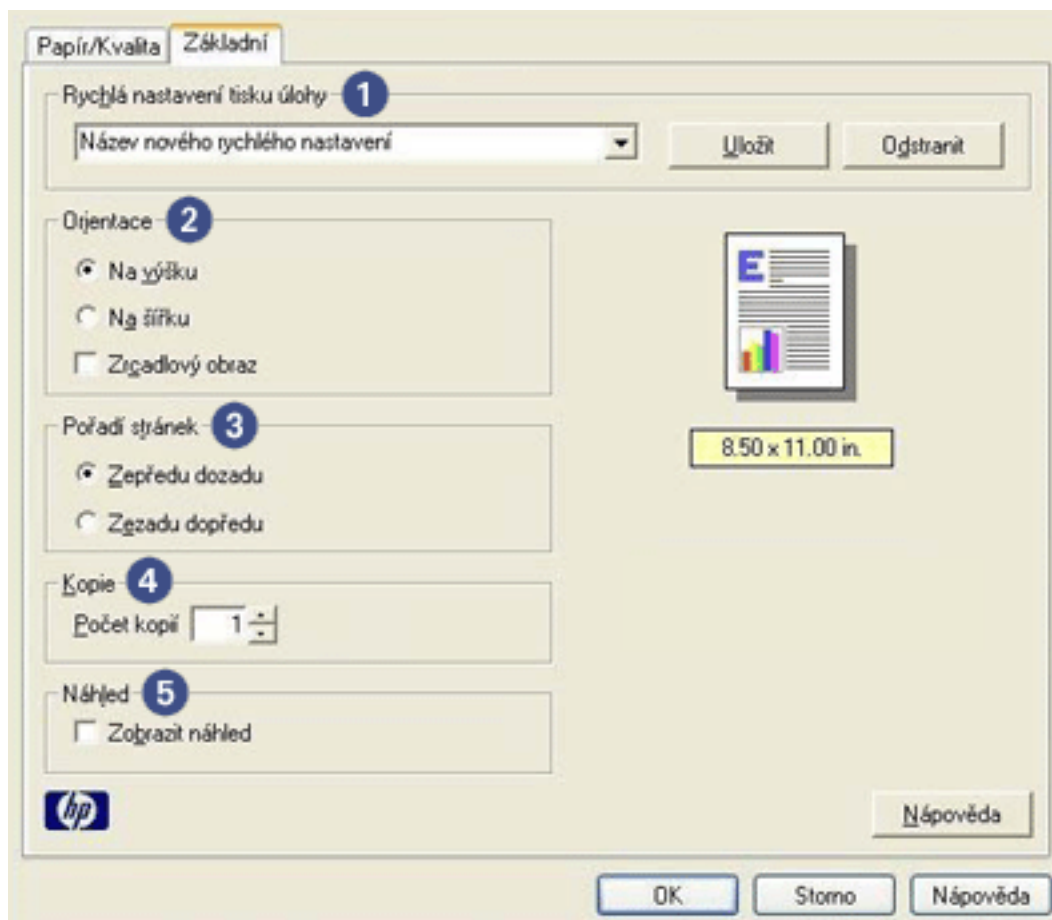 Papír/Kvalita Základní
Rychlá nastavení tisku úlohy 1
Název nového rychlého nastavení Uložit Odstranit
Orientace 2
Na výšku
Na šířku
Zrcadlový obraz
E
8.50 x 11.00 in.
Pořadí stránek 3
Zepředu dozadu
Zezadu dopředu
Kopie 4
Počet kopií 1
Náhled 5
Zobrazit náhled
hp
Nápověda
OK Storno Nápověda